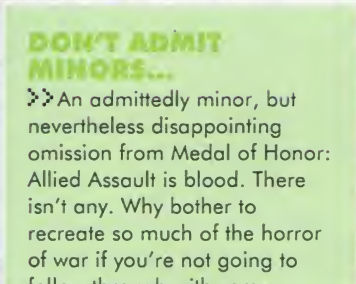 DON'T ADMIT
MINORS...
>>An admittedly minor, but
nevertheless disappointing
omission from Medal of Honor:
Allied Assault is blood. There
isn't any. Why bother to
recreate so much of the horror
of war if you're not going to